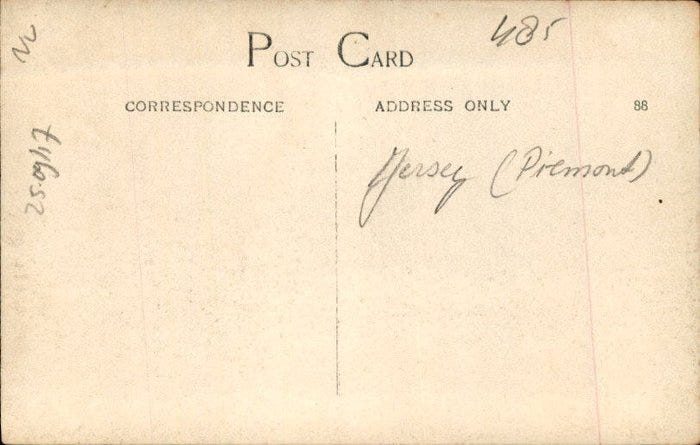 485
POST CARD
CORRESPONDENCE
ADDRESS ONLY
88
Jersey (Plemont)
25/09/17